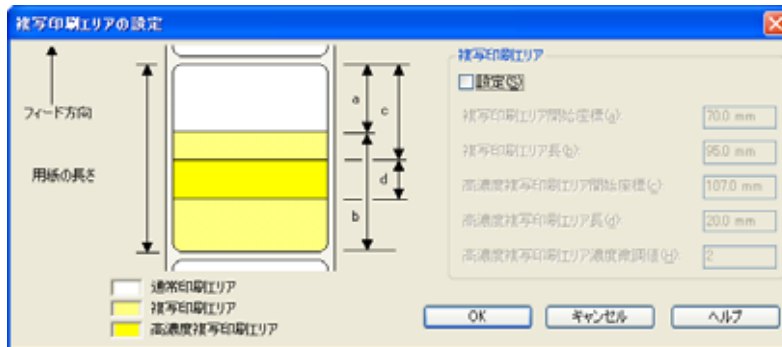 複写印刷エリアの設定
フィード方向
用紙の長さ
a
c
d
b
通常印刷エリア
複写印刷エリア
高濃度複写印刷エリア
複写印刷エリア
設定(S)
複写印刷エリア開始座標(a): 70.0 mm
複写印刷エリア長(b): 95.0 mm
高濃度複写印刷エリア開始座標(c): 107.0 mm
高濃度複写印刷エリア長(d): 20.0 mm
高濃度複写印刷エリア濃度微調値(H): 2
OK キャンセル ヘルプ